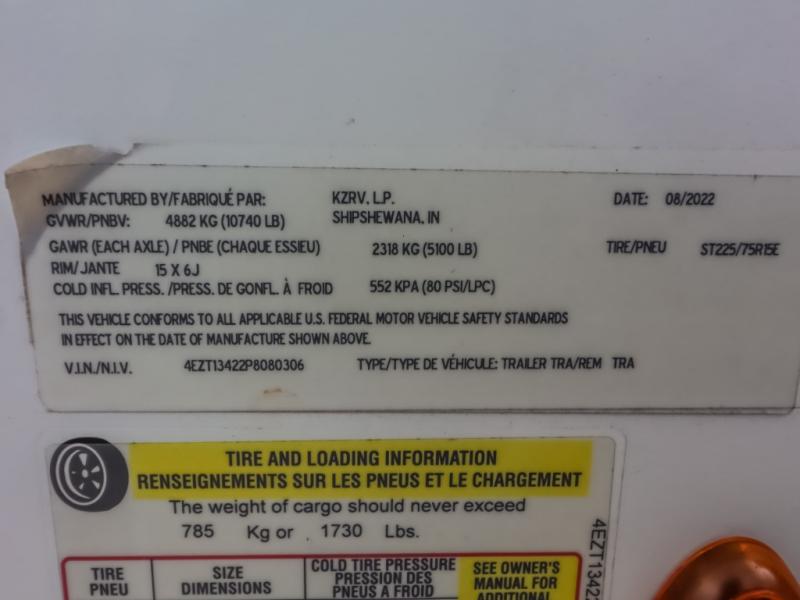 MANUFACTURED BY/FABRIQUÉ PAR: KZRV, L.P. DATE: 08/2022
GVWR/PNBV: 4882 KG (10740 LB) SHIPSHEWANA, IN
GAWR (EACH AXLE) / PNBE (CHAQUE ESSIEU) 2318 KG (5100 LB) TIRE/PNEU ST225/75R15E
RIM/JANTE 15 X 6J
COLD INFL. PRESS. /PRESS. DE GONFL. À FROID 552 KPA (80 PSI/LPC)
THIS VEHICLE CONFORMS TO ALL APPLICABLE U.S. FEDERAL MOTOR VEHICLE SAFETY STANDARDS
IN EFFECT ON THE DATE OF MANUFACTURE SHOWN ABOVE.
V.I.N./N.I.V. 4EZT13422P8080306 TYPE/TYPE DE VÉHICULE: TRAILER TRA/REM TRA
TIRE AND LOADING INFORMATION
RENSEIGNEMENTS SUR LES PNEUS ET LE CHARGEMENT
The weight of cargo should never exceed
785 Kg or 1730 Lbs.
TIRE
PNEU
SIZE
DIMENSIONS
COLD TIRE PRESSURE
PRESSION DES
PNEUS A FROID
SEE OWNER'S
MANUAL FOR
ADDITIONAL
4EZT1342